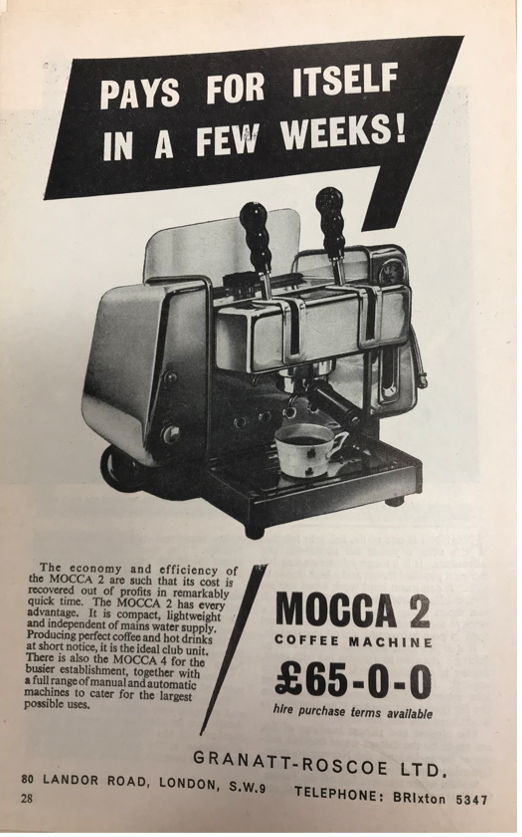 PAYS FOR ITSELF
IN A FEW WEEKS!
The economy and efficiency of
the MOCCA 2 are such that its cost is
recovered out of profits in remarkably
quick time. The MOCCA 2 has every
advantage. It is compact, lightweight
and independent of mains water supply.
Producing perfect coffee and hot drinks
at short notice, it is the ideal club unit.
There is also the MOCCA 4 for the
busier establishment, together with
a full range of manual and automatic
machines to cater for the largest
possible uses.
MOCCA 2
COFFEE MACHINE
£65-0-0
hire purchase terms available
GRANATT-ROSCOE LTD.
80 LANDOR ROAD, LONDON, S.W.9 TELEPHONE: BRIxton 5347
28